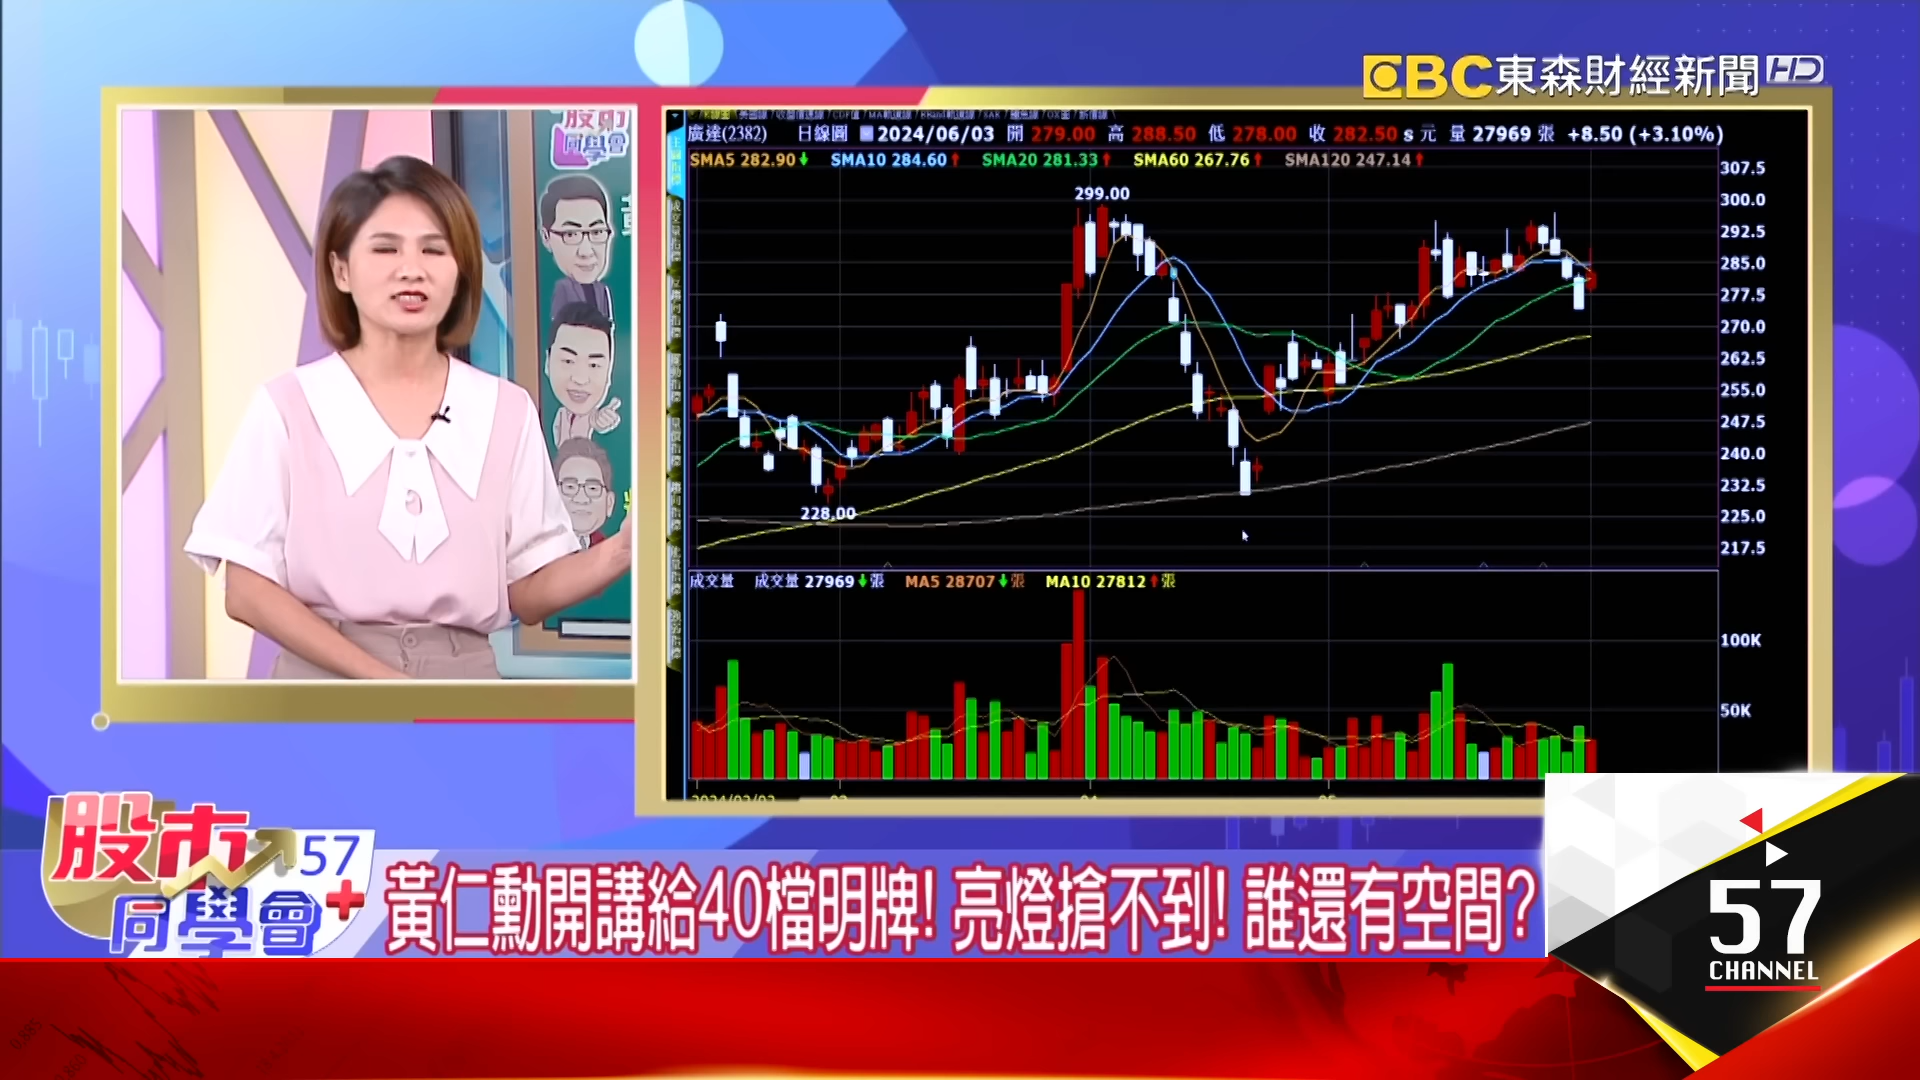 EBC東森財經新聞HD
股市
同學會
廣達(2382) 日線圖 2024/06/03 開 279.00 高 288.50 低 278.00 收 282.50 s 元 量 27969 張 +8.50 (+3.10%)
SMA5 282.90↓ SMA10 284.60↑ SMA20 281.33↑ SMA60 267.76↑ SMA120 247.14↑
307.5
299.00
300.0
292.5
285.0
277.5
270.0
262.5
255.0
247.5
240.0
232.5
228.00
225.0
217.5
成交量 成交量 27969↓張 MA5 28707↓張 MA10 27812↑張
100K
50K
股市 57
同學會+
黃仁勳開講給40檔明牌! 亮燈搶不到! 誰還有空間?
57
CHANNEL